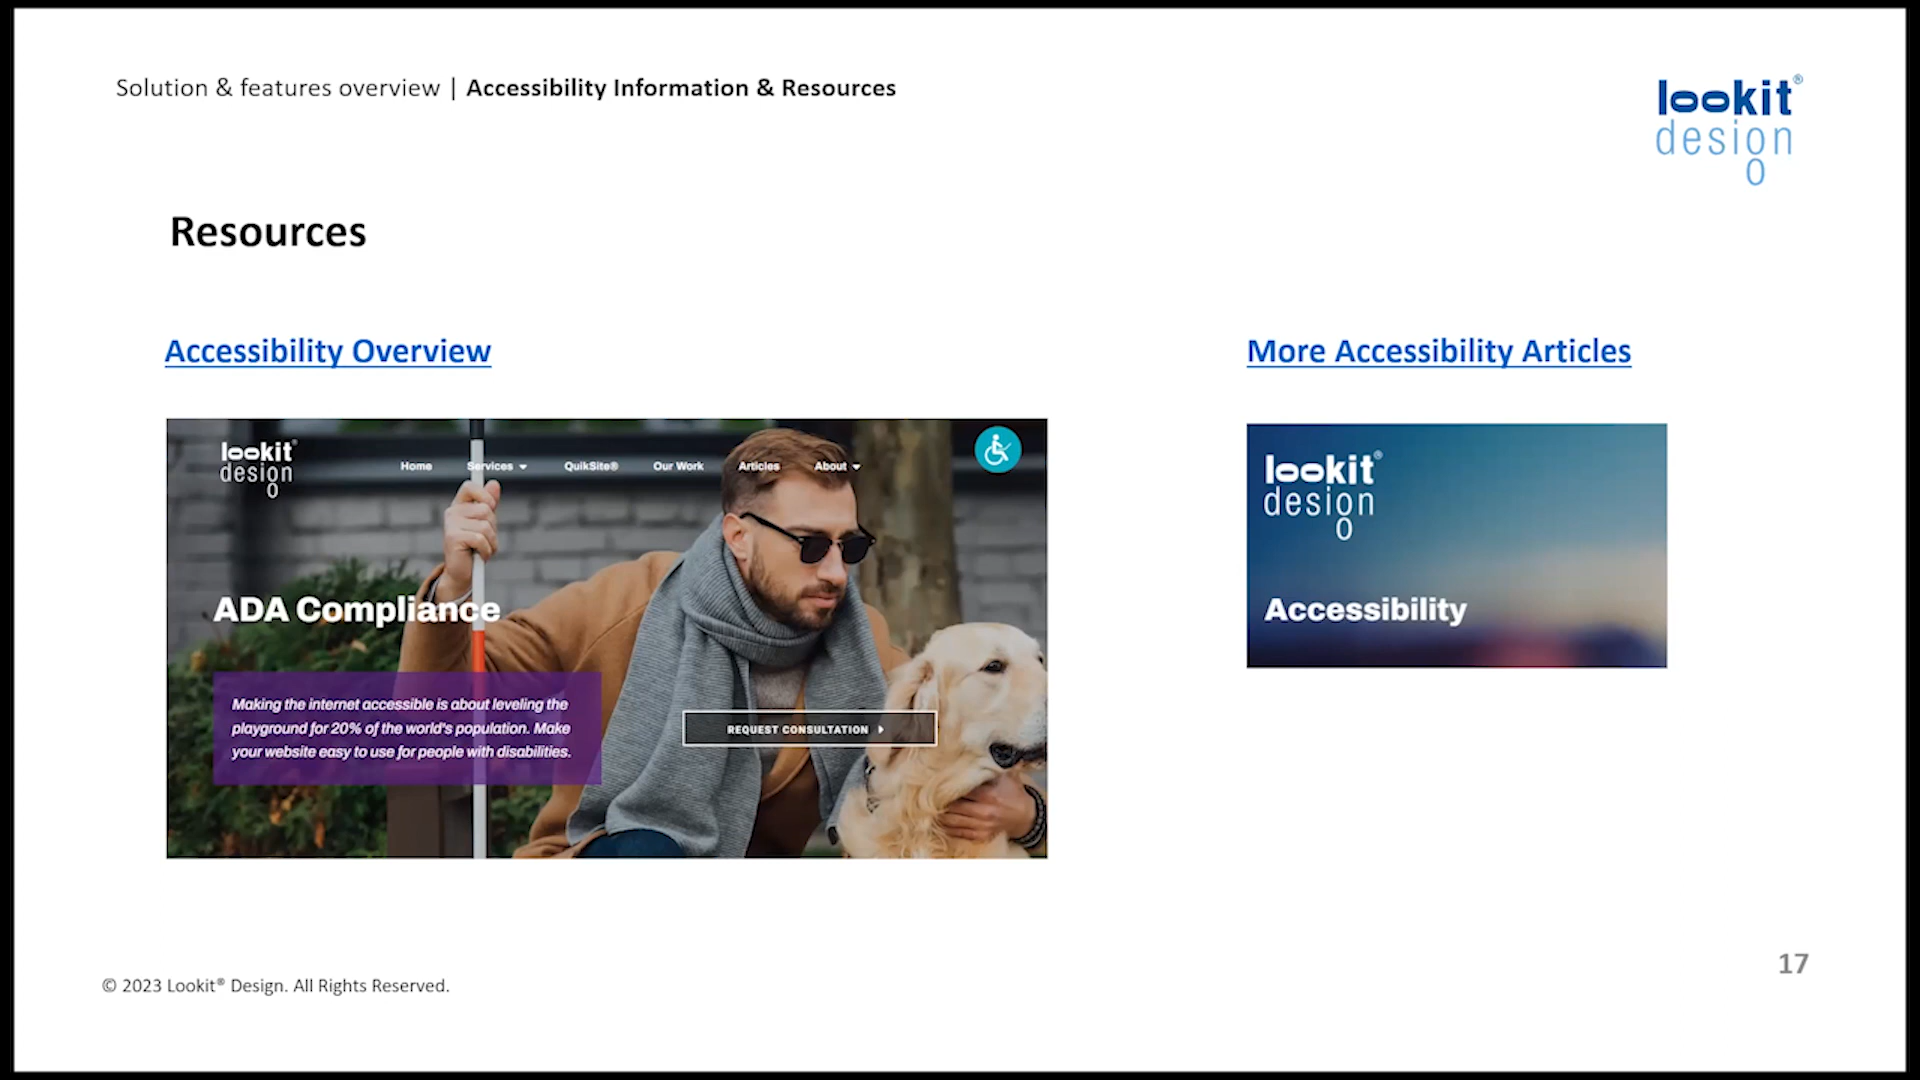 Solution & features overview | Accessibility Information & Resources
lookit®
design
Resources
Accessibility Overview
More Accessibility Articles
lookit®
design
Home Services QuikSite® Our Work Articles About
ADA Compliance
Making the internet accessible is about leveling the
playground for 20% of the world's population. Make
your website easy to use for people with disabilities.
REQUEST CONSULTATION
lookit®
design
Accessibility
© 2023 Lookit® Design. All Rights Reserved.
17